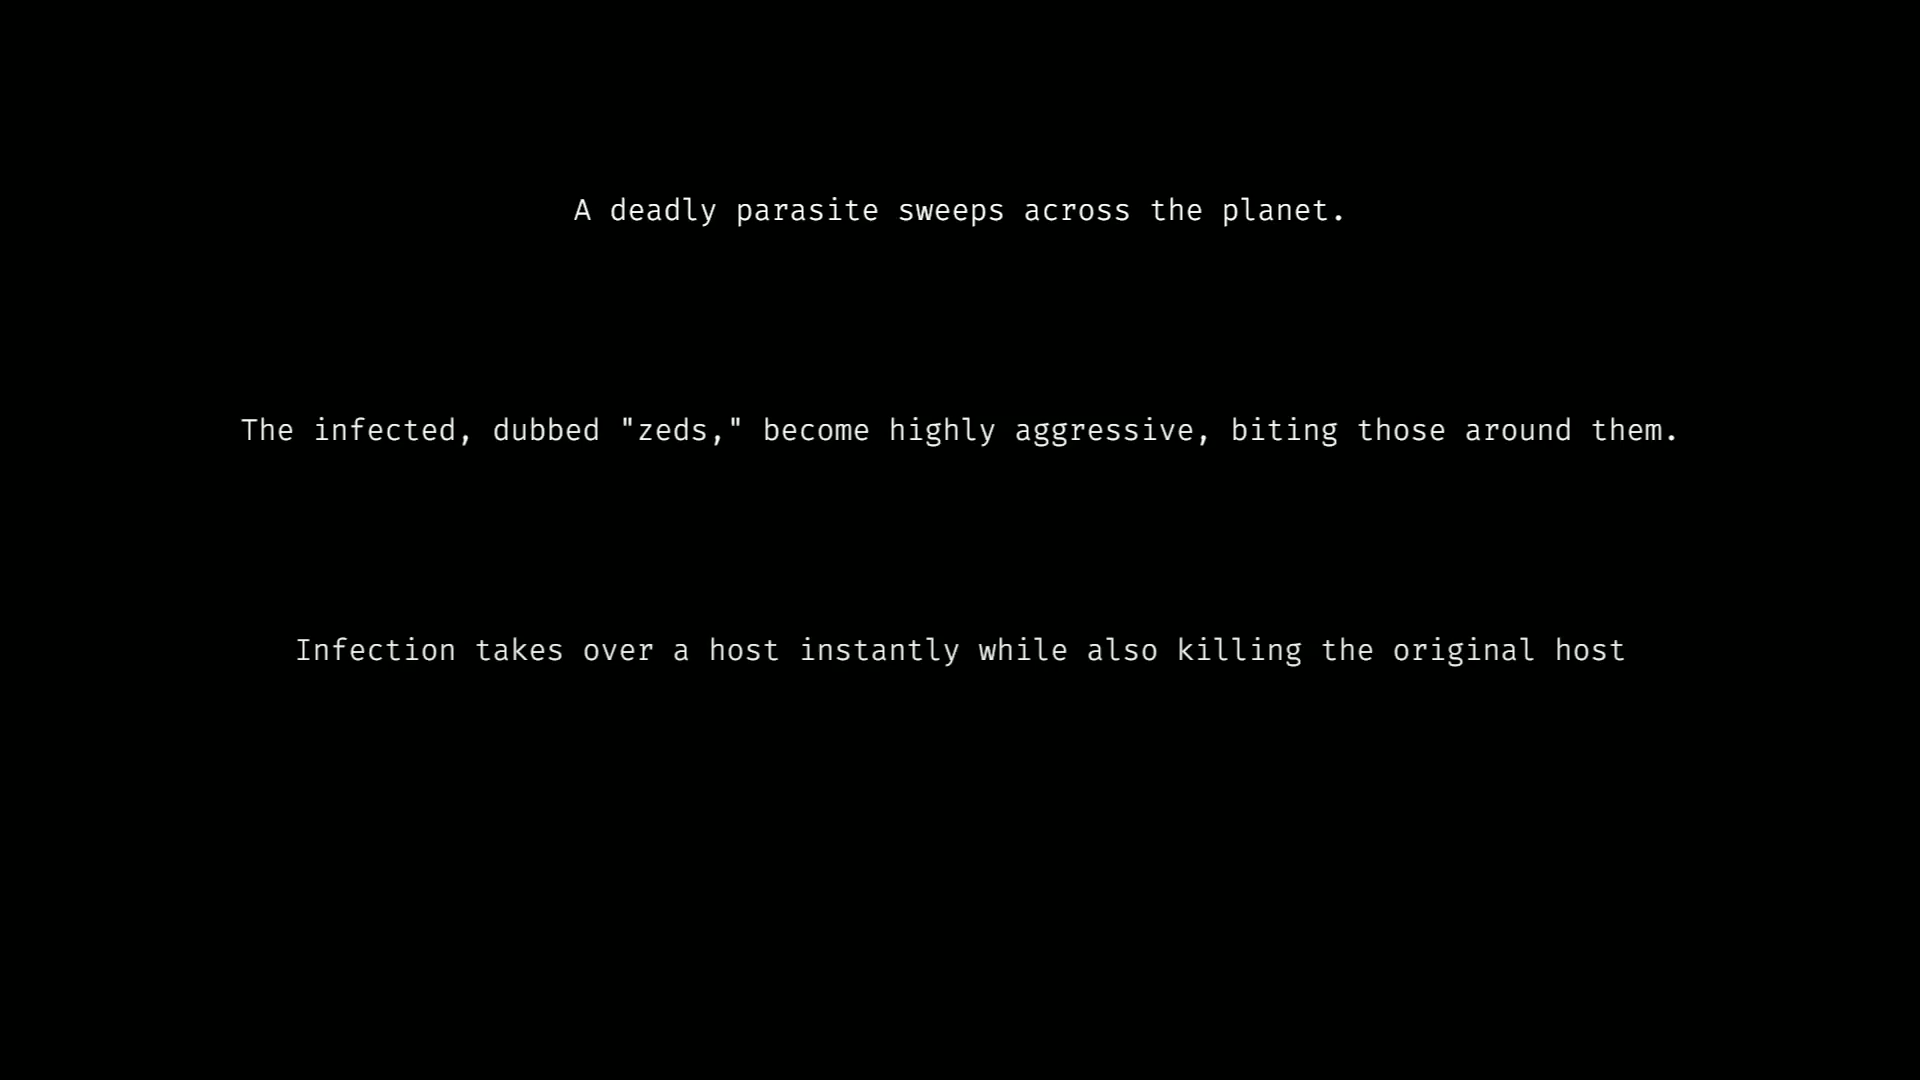 A deadly parasite sweeps across the planet.
The infected, dubbed "zeds," become highly aggressive, biting those around them.
Infection takes over a host instantly while also killing the original host